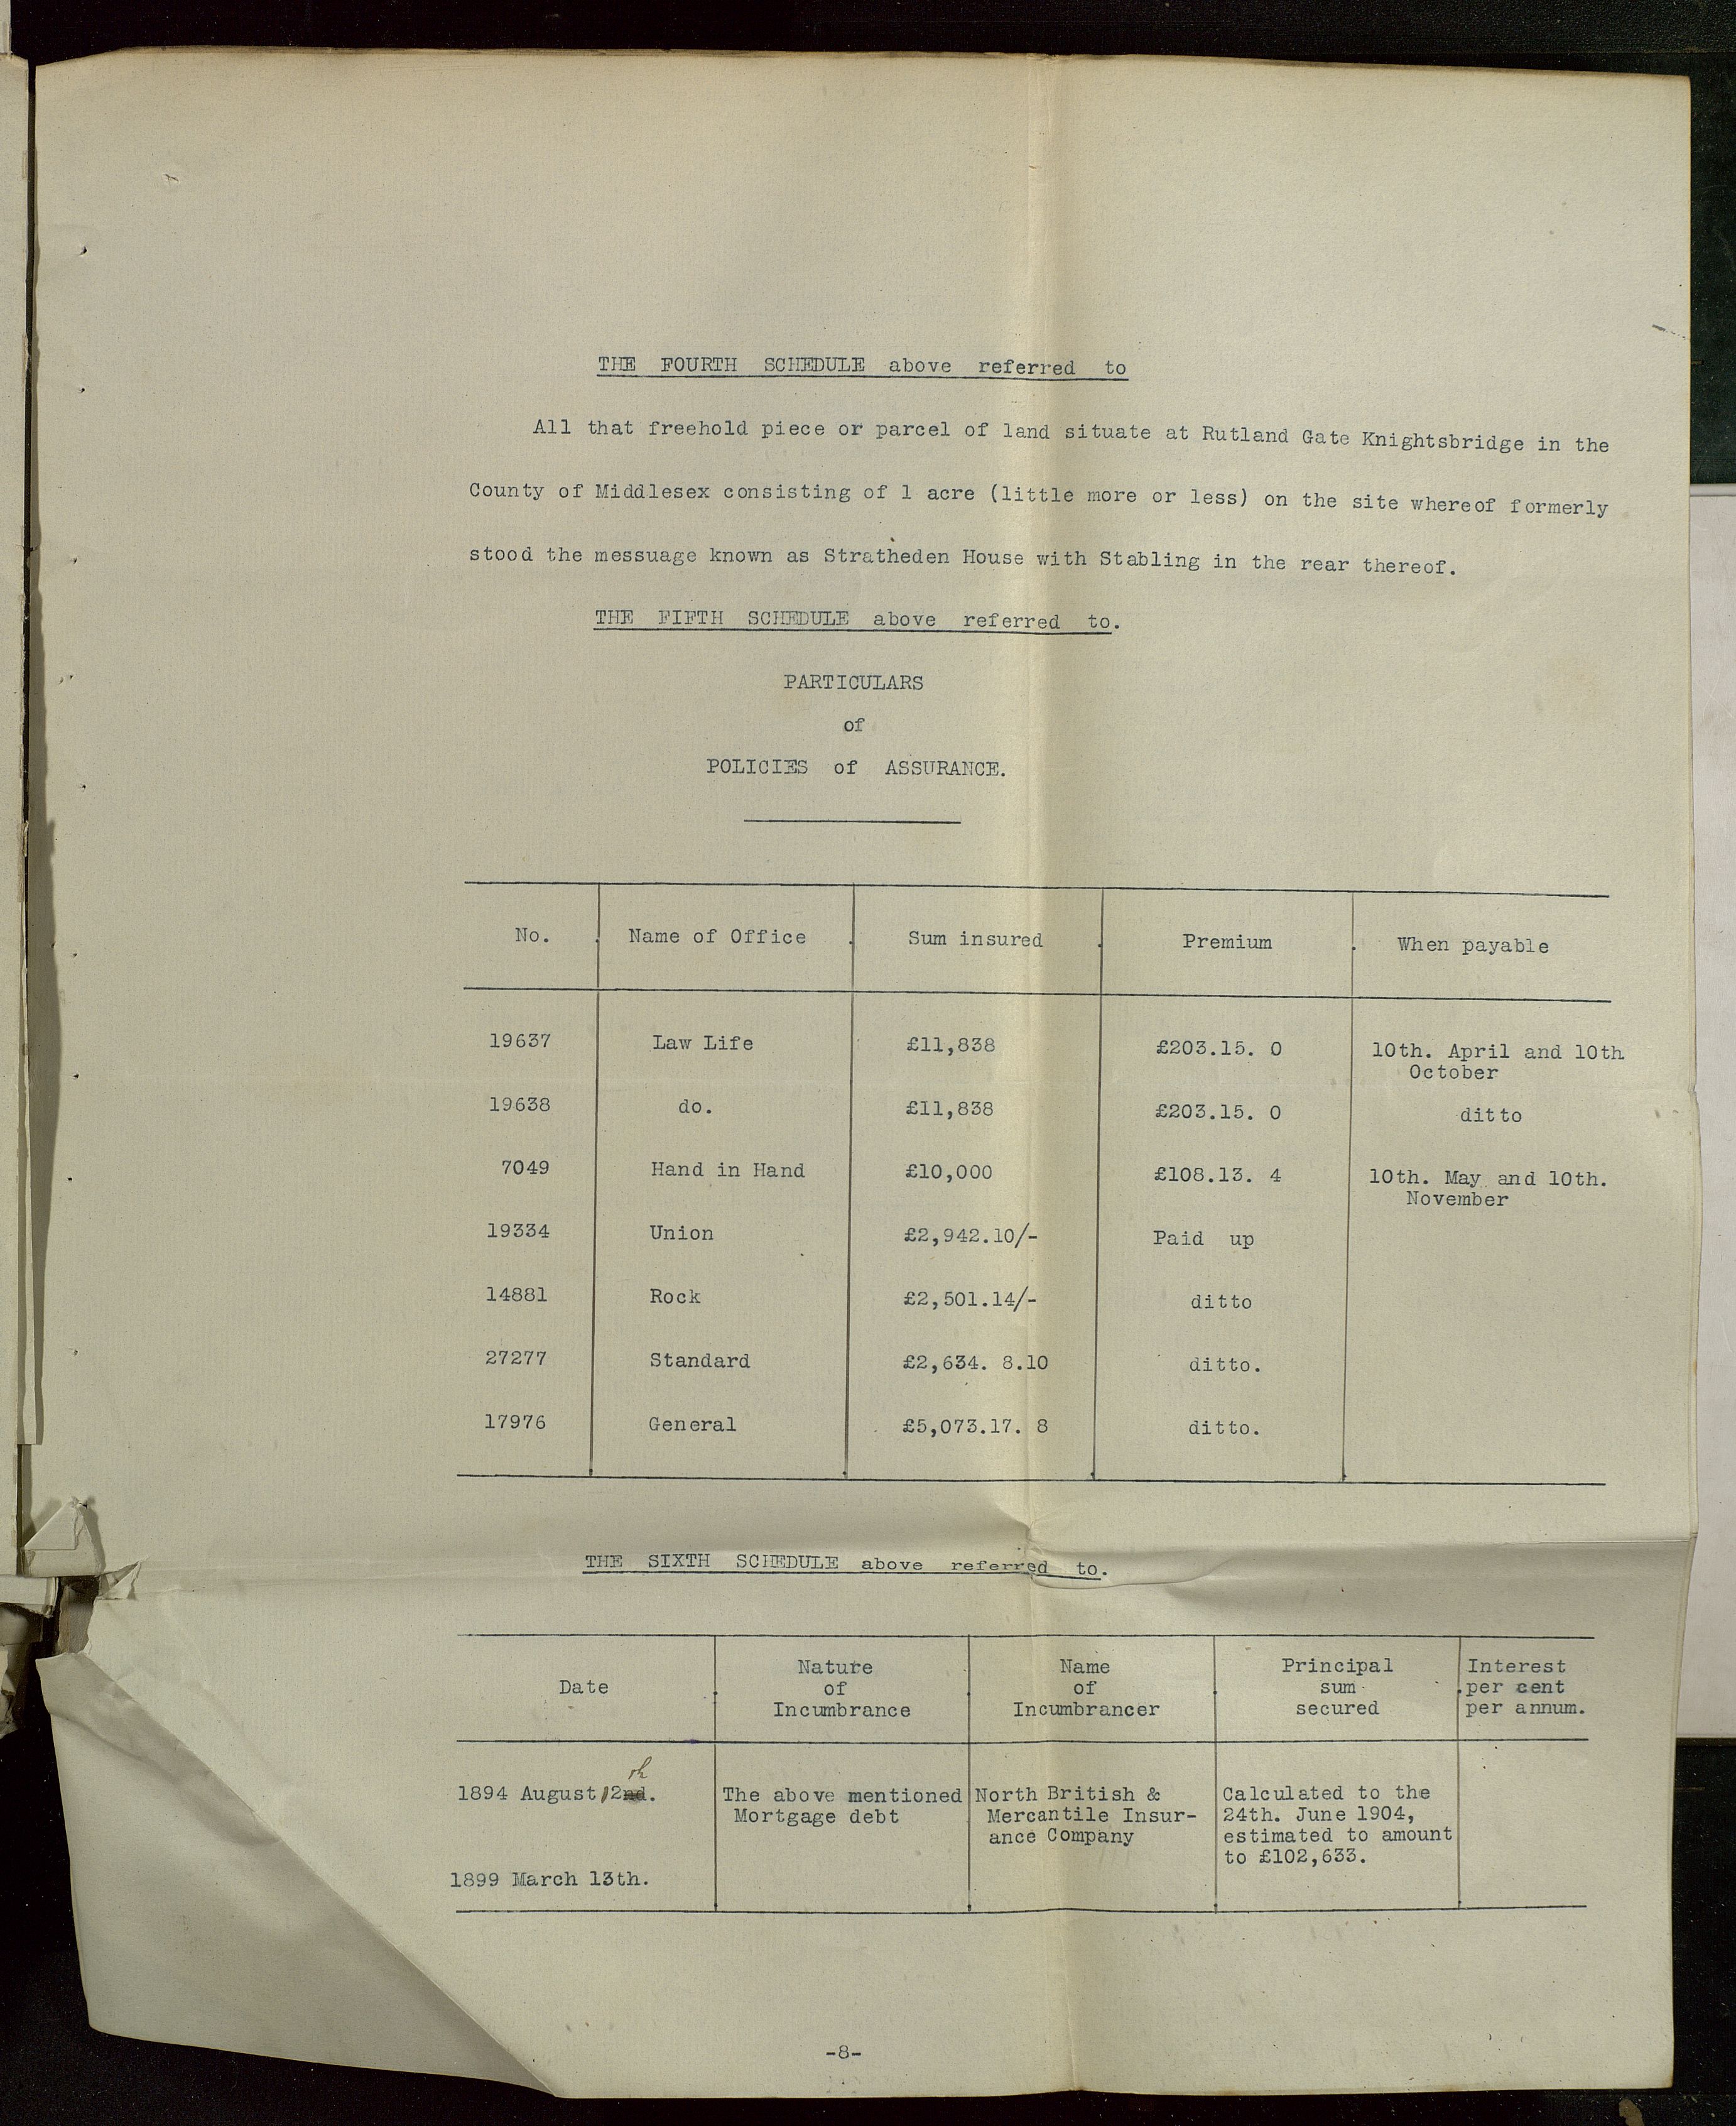 THE FOURTH SCHEDULE above referred to
All that freehold piece or parcel of land situate at Rutland Gate Knightsbridge in the
County of Middlesex consisting of 1 acre (little more or less) on the site whereof formerly
stood the messuage known as Stratheden House with Stabling in the rear thereof.
THE FIFTH SCHEDULE above referred to.
PARTICULARS
of
POLICIES of ASSURANCE.
No. Name of Office Sum insured Premium When payable
19637 Law Life £11,838 £203.15. 0 10th. April and 10th
October
19638 do. £11,838 £203.15. 0 ditto
7049 Hand in Hand £10,000 £108.13. 4 10th. May and 10th.
November
19334 Union £2,942.10/- Paid up
14881 Rock £2,501.14/- ditto
27277 Standard £2,634. 8.10 ditto.
17976 General £5,073.17. 8 ditto.
THE SIXTH SCHEDULE above referred to.
Date
Nature
of
Incumbrance
Name
of
Incumbrancer
Principal
sum
secured
Interest
per cent
per annum.
1894 August 12th.
1899 March 13th.
The above mentioned
Mortgage debt
North British &
Mercantile Insur-
ance Company
Calculated to the
24th. June 1904,
estimated to amount
to £102,633.
-8-